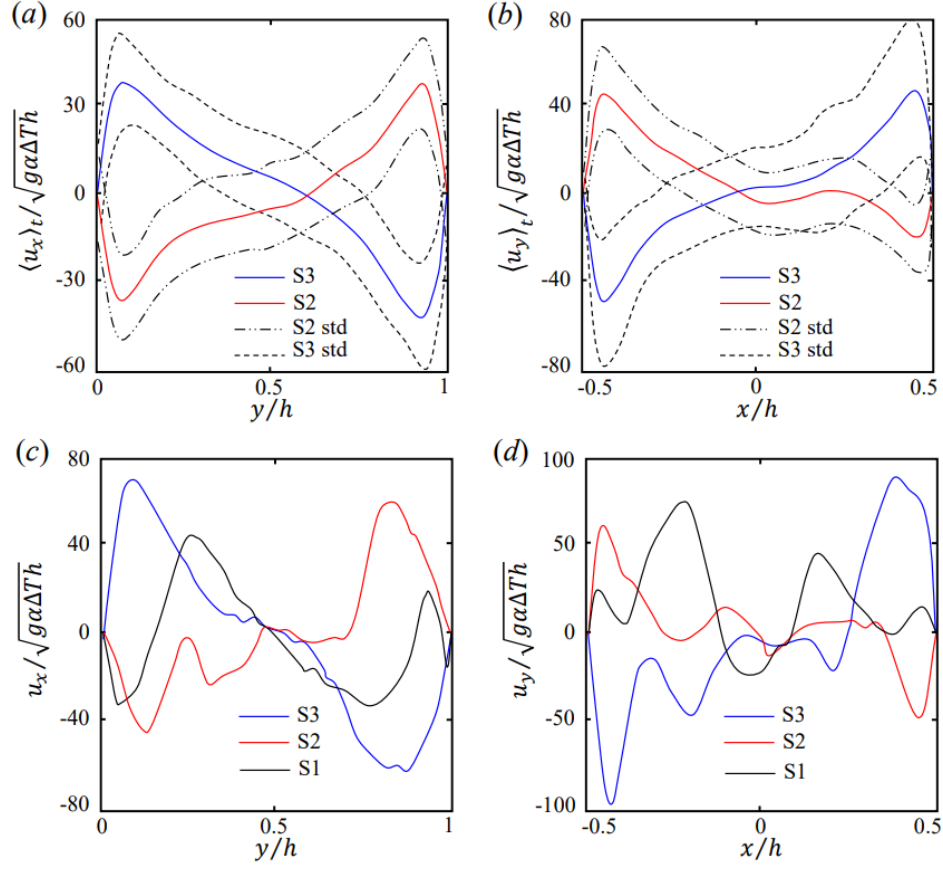 (a)
60
30
0
-30
-60
⟨u_x⟩_t/√gαΔTh
S3
S2
S2 std
S3 std
0
0.5
1
y/h
(b)
80
40
0
-40
-80
⟨u_y⟩_t/√gαΔTh
S3
S2
S2 std
S3 std
-0.5
0
0.5
x/h
(c)
80
40
0
-40
-80
u_x/√gαΔTh
S3
S2
S1
0
0.5
1
y/h
(d)
100
50
0
-50
-100
u_y/√gαΔTh
S3
S2
S1
-0.5
0
0.5
x/h